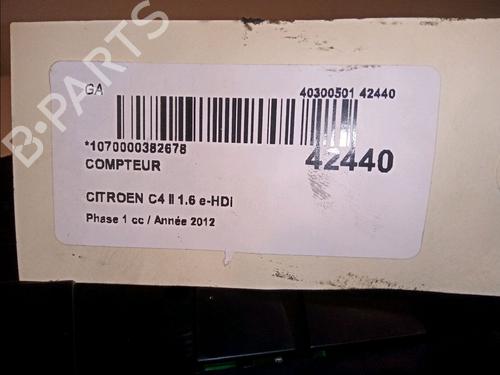 B-PARTS
GA 40300501 42440
*1070000382678 42440
COMPTEUR
CITROEN C4 II 1.6 e-HDi
Phase 1 cc / Année 2012